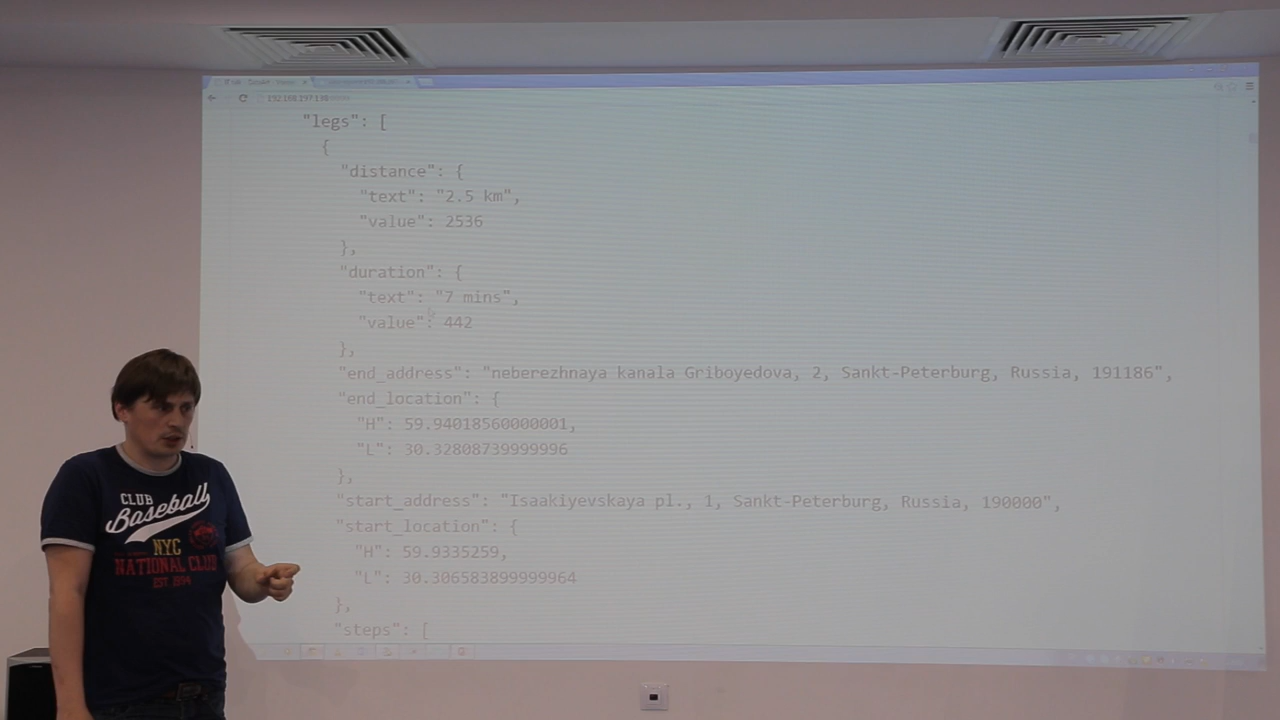 "legs": [
{
"distance": {
"text": "2.5 km",
"value": 2536
},
"duration": {
"text": "7 mins",
"value": 442
},
"end_address": "neberezhnaya kanala Griboyedova, 2, Sankt-Peterburg, Russia, 191186",
"end_location": {
"H": 59.94018560000001,
"L": 30.32808739999996
},
"start_address": "Isaakiyevskaya pl., 1, Sankt-Peterburg, Russia, 190000",
"start_location": {
"H": 59.9335259,
"L": 30.306583899999964
},
"steps": [
CLUB
Baseball
NYC
NATIONAL CLUB
EST 1994